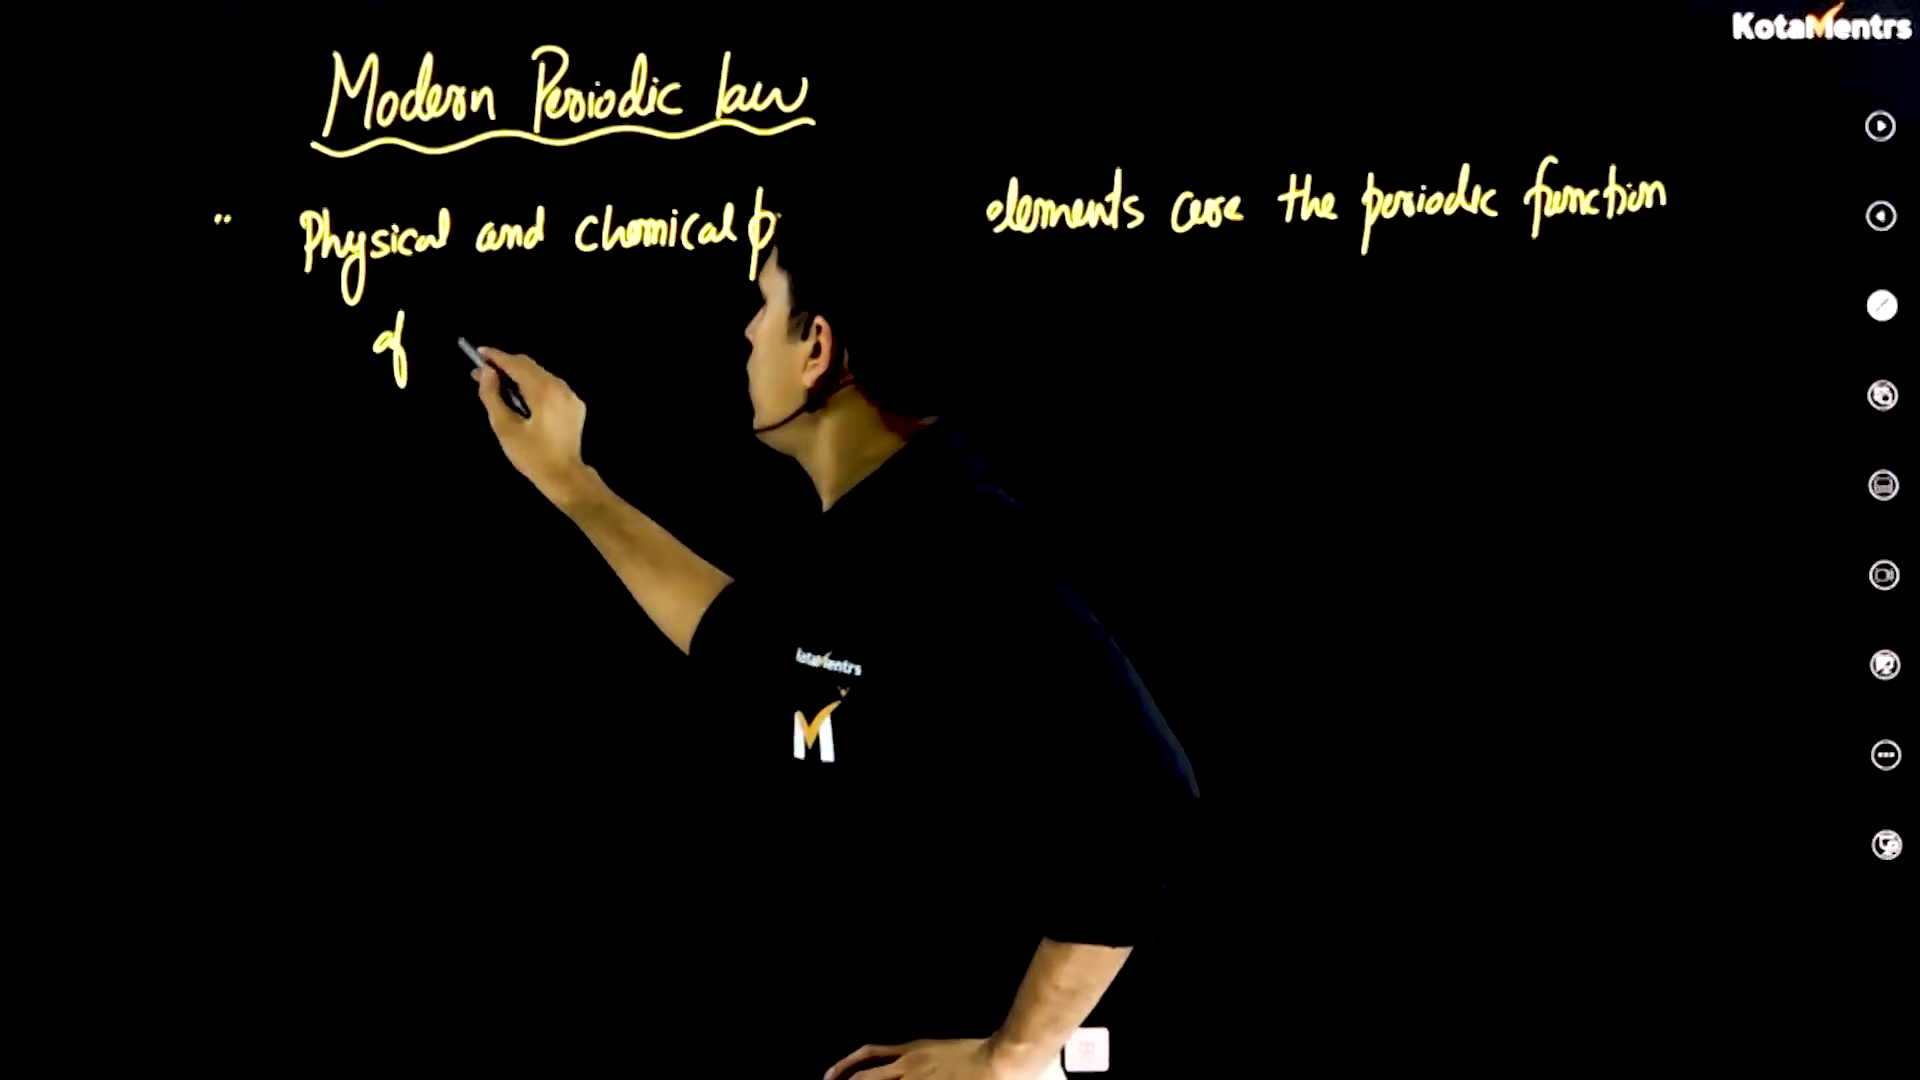 KotaMentrs
Modern Periodic law
" Physical and chemical p elements are the periodic function
of
KotaMentrs
M